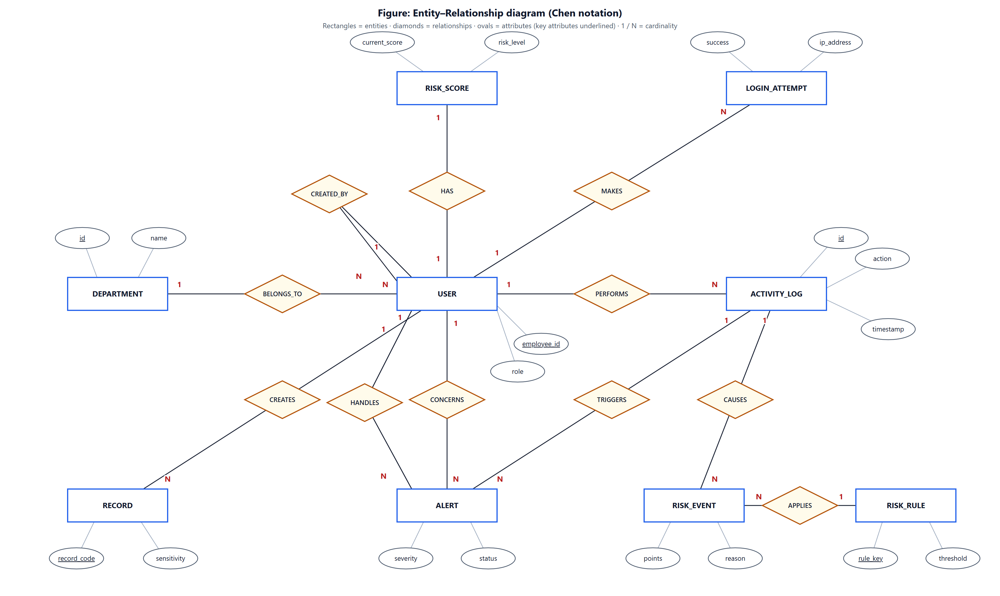 Figure: Entity–Relationship diagram (Chen notation)
Rectangles = entities · diamonds = relationships · ovals = attributes (key attributes underlined) · 1 / N = cardinality
current_score
risk_level
success
ip_address
RISK_SCORE
LOGIN_ATTEMPT
1
N
CREATED_BY
HAS
MAKES
id
name
1
1
1
id
action
N
1
N
1
N
DEPARTMENT
BELONGS_TO
USER
PERFORMS
ACTIVITY_LOG
1
1
1
1
1
timestamp
employee_id
role
CREATES
HANDLES
CONCERNS
TRIGGERS
CAUSES
N
N
N
N
N
N
1
RECORD
ALERT
RISK_EVENT
APPLIES
RISK_RULE
record_code
sensitivity
severity
status
points
reason
rule_key
threshold